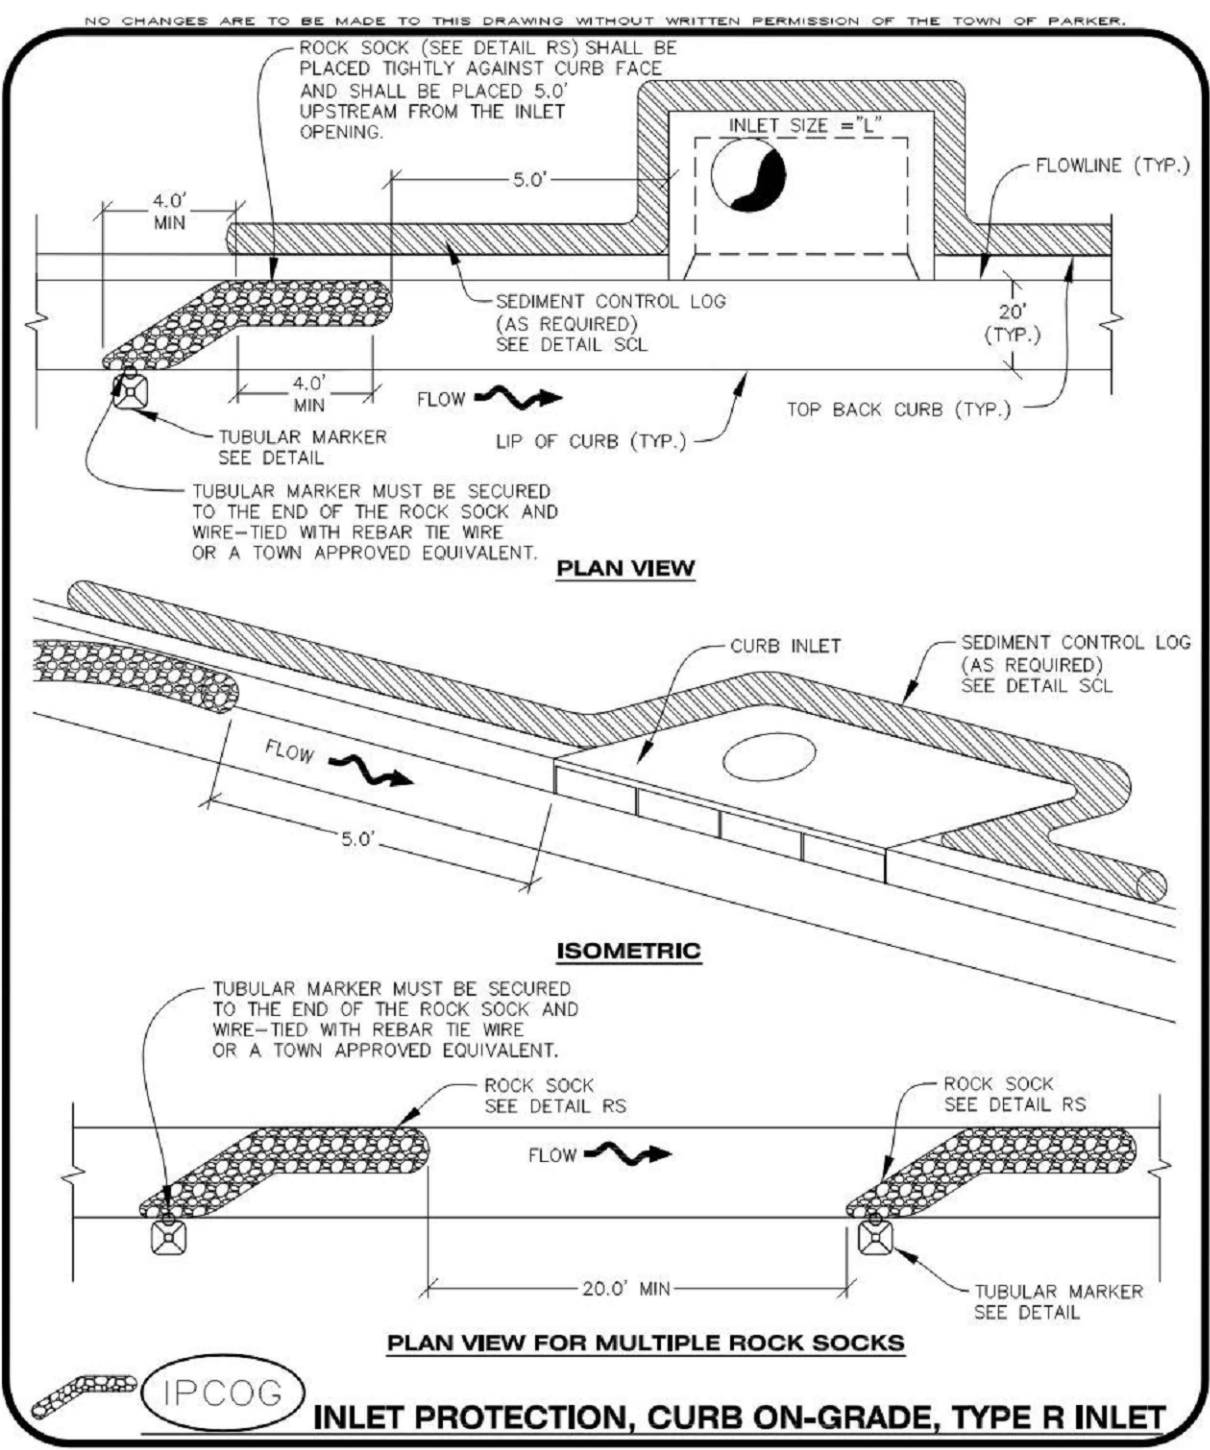 NO CHANGES ARE TO BE MADE TO THIS DRAWING WITHOUT WRITTEN PERMISSION OF THE TOWN OF PARKER.
ROCK SOCK (SEE DETAIL RS) SHALL BE
PLACED TIGHTLY AGAINST CURB FACE
AND SHALL BE PLACED 5.0'
UPSTREAM FROM THE INLET
OPENING.
INLET SIZE ="L"
FLOWLINE (TYP.)
5.0'
4.0'
MIN
SEDIMENT CONTROL LOG
(AS REQUIRED)
SEE DETAIL SCL
20'
(TYP.)
4.0'
MIN
FLOW
TOP BACK CURB (TYP.)
LIP OF CURB (TYP.)
TUBULAR MARKER
SEE DETAIL
TUBULAR MARKER MUST BE SECURED
TO THE END OF THE ROCK SOCK AND
WIRE-TIED WITH REBAR TIE WIRE
OR A TOWN APPROVED EQUIVALENT.
PLAN VIEW
CURB INLET
SEDIMENT CONTROL LOG
(AS REQUIRED)
SEE DETAIL SCL
FLOW
5.0'
ISOMETRIC
TUBULAR MARKER MUST BE SECURED
TO THE END OF THE ROCK SOCK AND
WIRE-TIED WITH REBAR TIE WIRE
OR A TOWN APPROVED EQUIVALENT.
ROCK SOCK
SEE DETAIL RS
ROCK SOCK
SEE DETAIL RS
FLOW
20.0' MIN
TUBULAR MARKER
SEE DETAIL
PLAN VIEW FOR MULTIPLE ROCK SOCKS
IPCOG
INLET PROTECTION, CURB ON-GRADE, TYPE R INLET